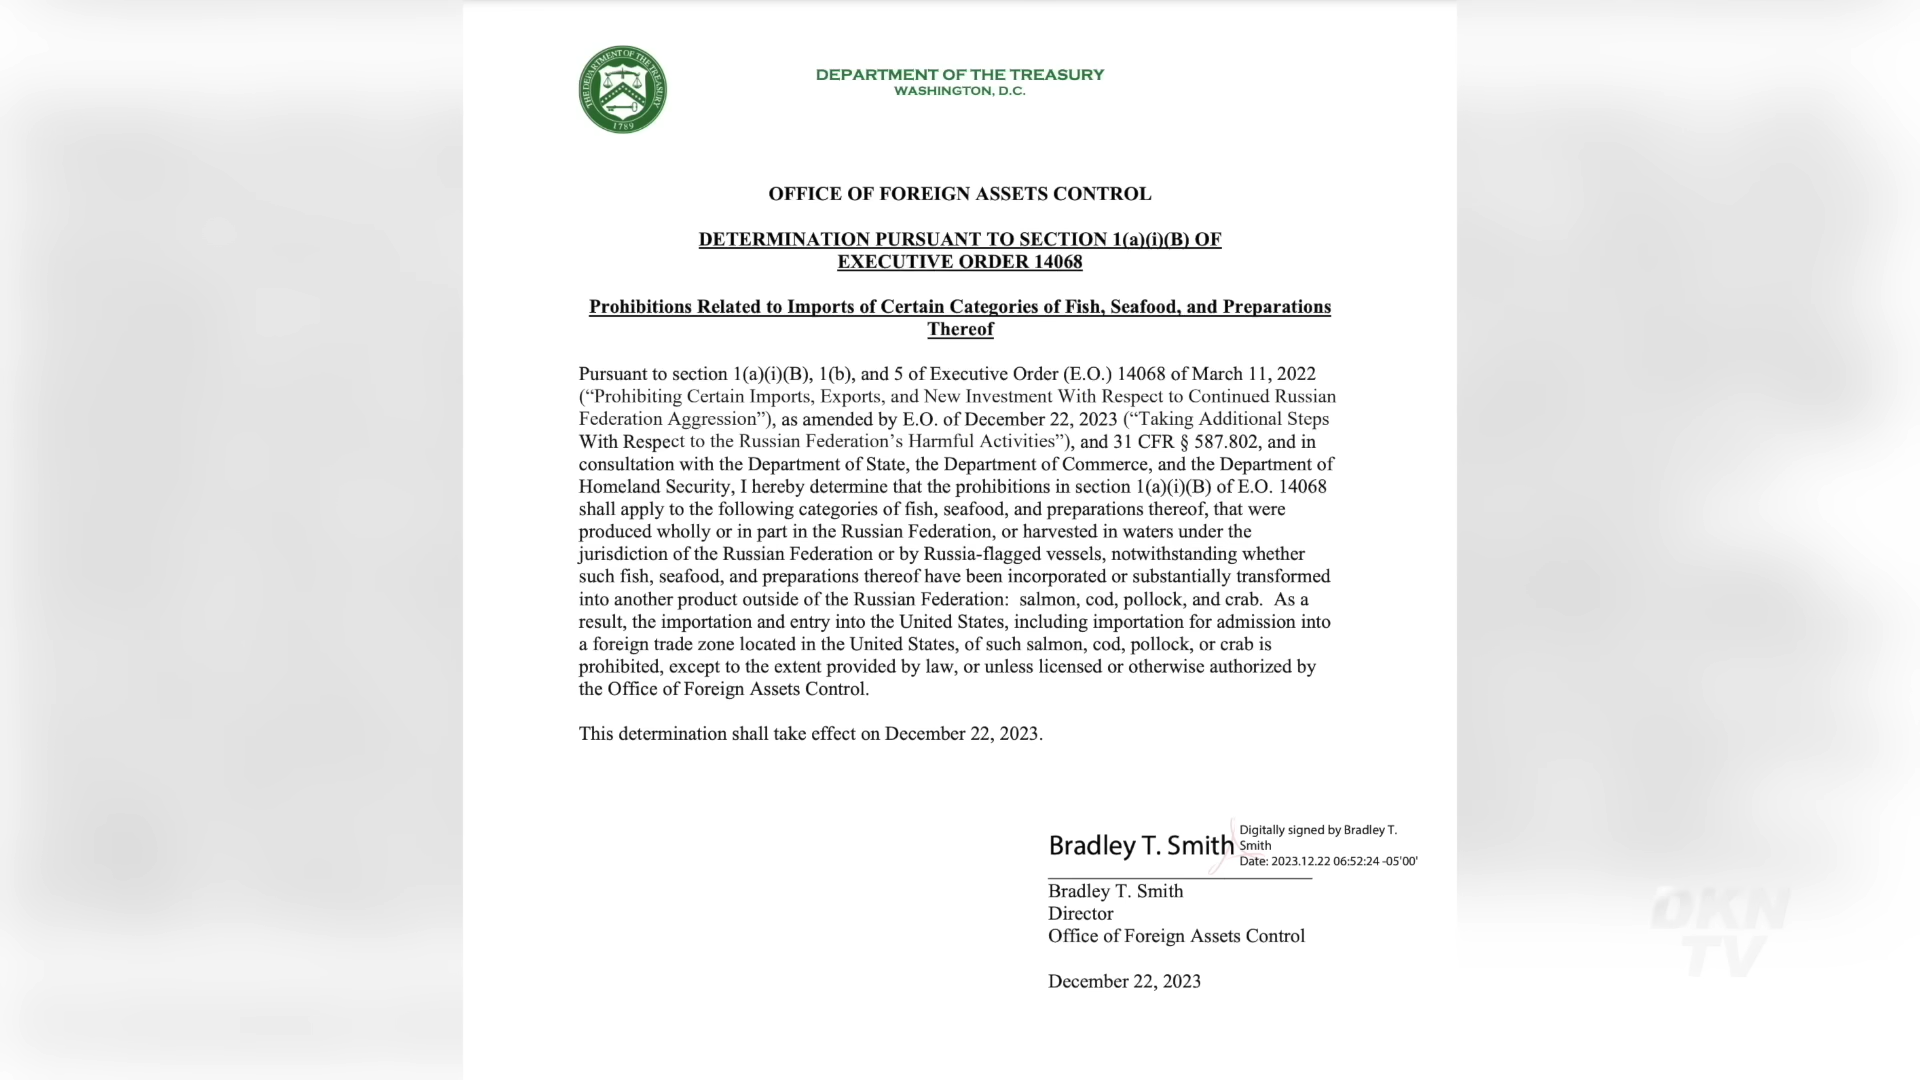 THE DEPARTMENT OF THE TREASURY
1789
DEPARTMENT OF THE TREASURY
WASHINGTON, D.C.
OFFICE OF FOREIGN ASSETS CONTROL
DETERMINATION PURSUANT TO SECTION 1(a)(i)(B) OF
EXECUTIVE ORDER 14068
Prohibitions Related to Imports of Certain Categories of Fish, Seafood, and Preparations
Thereof
Pursuant to section 1(a)(i)(B), 1(b), and 5 of Executive Order (E.O.) 14068 of March 11, 2022
(“Prohibiting Certain Imports, Exports, and New Investment With Respect to Continued Russian
Federation Aggression”), as amended by E.O. of December 22, 2023 (“Taking Additional Steps
With Respect to the Russian Federation’s Harmful Activities”), and 31 CFR § 587.802, and in
consultation with the Department of State, the Department of Commerce, and the Department of
Homeland Security, I hereby determine that the prohibitions in section 1(a)(i)(B) of E.O. 14068
shall apply to the following categories of fish, seafood, and preparations thereof, that were
produced wholly or in part in the Russian Federation, or harvested in waters under the
jurisdiction of the Russian Federation or by Russia-flagged vessels, notwithstanding whether
such fish, seafood, and preparations thereof have been incorporated or substantially transformed
into another product outside of the Russian Federation:  salmon, cod, pollock, and crab.  As a
result, the importation and entry into the United States, including importation for admission into
a foreign trade zone located in the United States, of such salmon, cod, pollock, or crab is
prohibited, except to the extent provided by law, or unless licensed or otherwise authorized by
the Office of Foreign Assets Control.
This determination shall take effect on December 22, 2023.
Bradley T. Smith
Digitally signed by Bradley T.
Smith
Date: 2023.12.22 06:52:24 -05'00'
Bradley T. Smith
Director
Office of Foreign Assets Control
December 22, 2023
DKN
TV